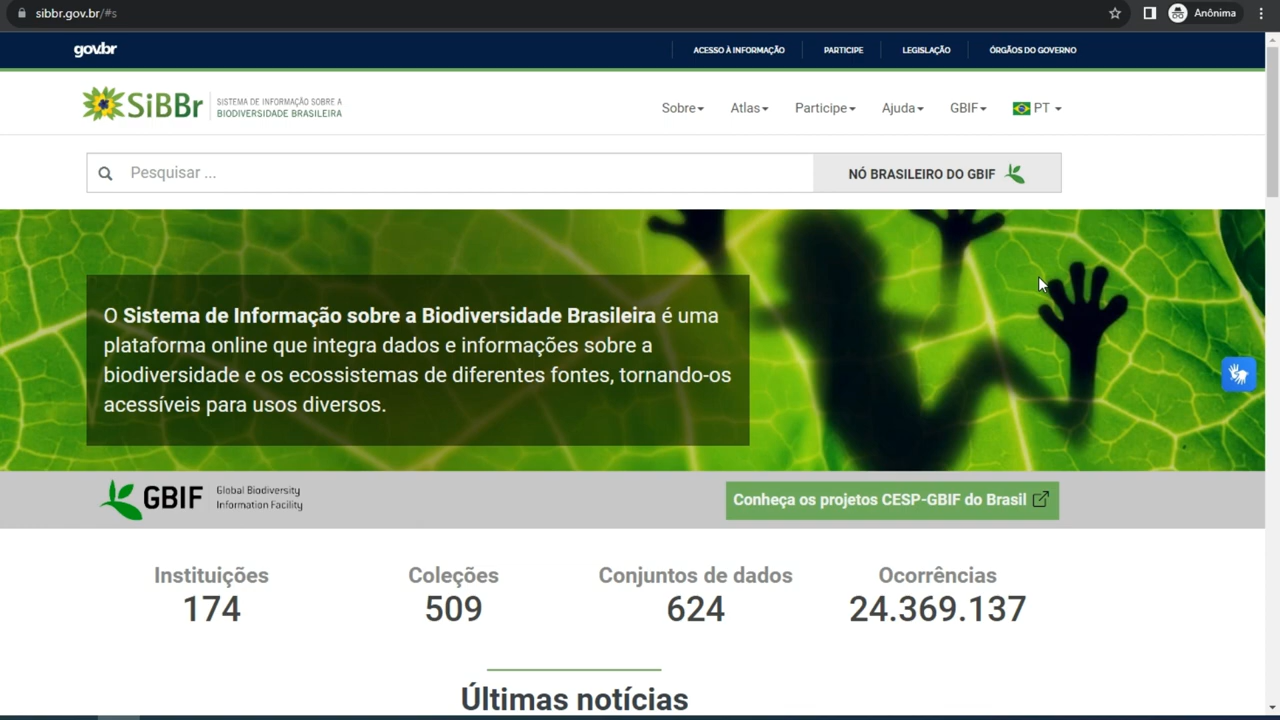 sibbr.gov.br/#s
Anônima
gov.br
ACESSO À INFORMAÇÃO
PARTICIPE
LEGISLAÇÃO
ÓRGÃOS DO GOVERNO
SiBBr
SISTEMA DE INFORMAÇÃO SOBRE A
BIODIVERSIDADE BRASILEIRA
Sobre
Atlas
Participe
Ajuda
GBIF
PT
Pesquisar ...
NÓ BRASILEIRO DO GBIF
O Sistema de Informação sobre a Biodiversidade Brasileira é uma
plataforma online que integra dados e informações sobre a
biodiversidade e os ecossistemas de diferentes fontes, tornando-os
acessíveis para usos diversos.
GBIF
Global Biodiversity
Information Facility
Conheça os projetos CESP-GBIF do Brasil
Instituições
174
Coleções
509
Conjuntos de dados
624
Ocorrências
24.369.137
Últimas notícias